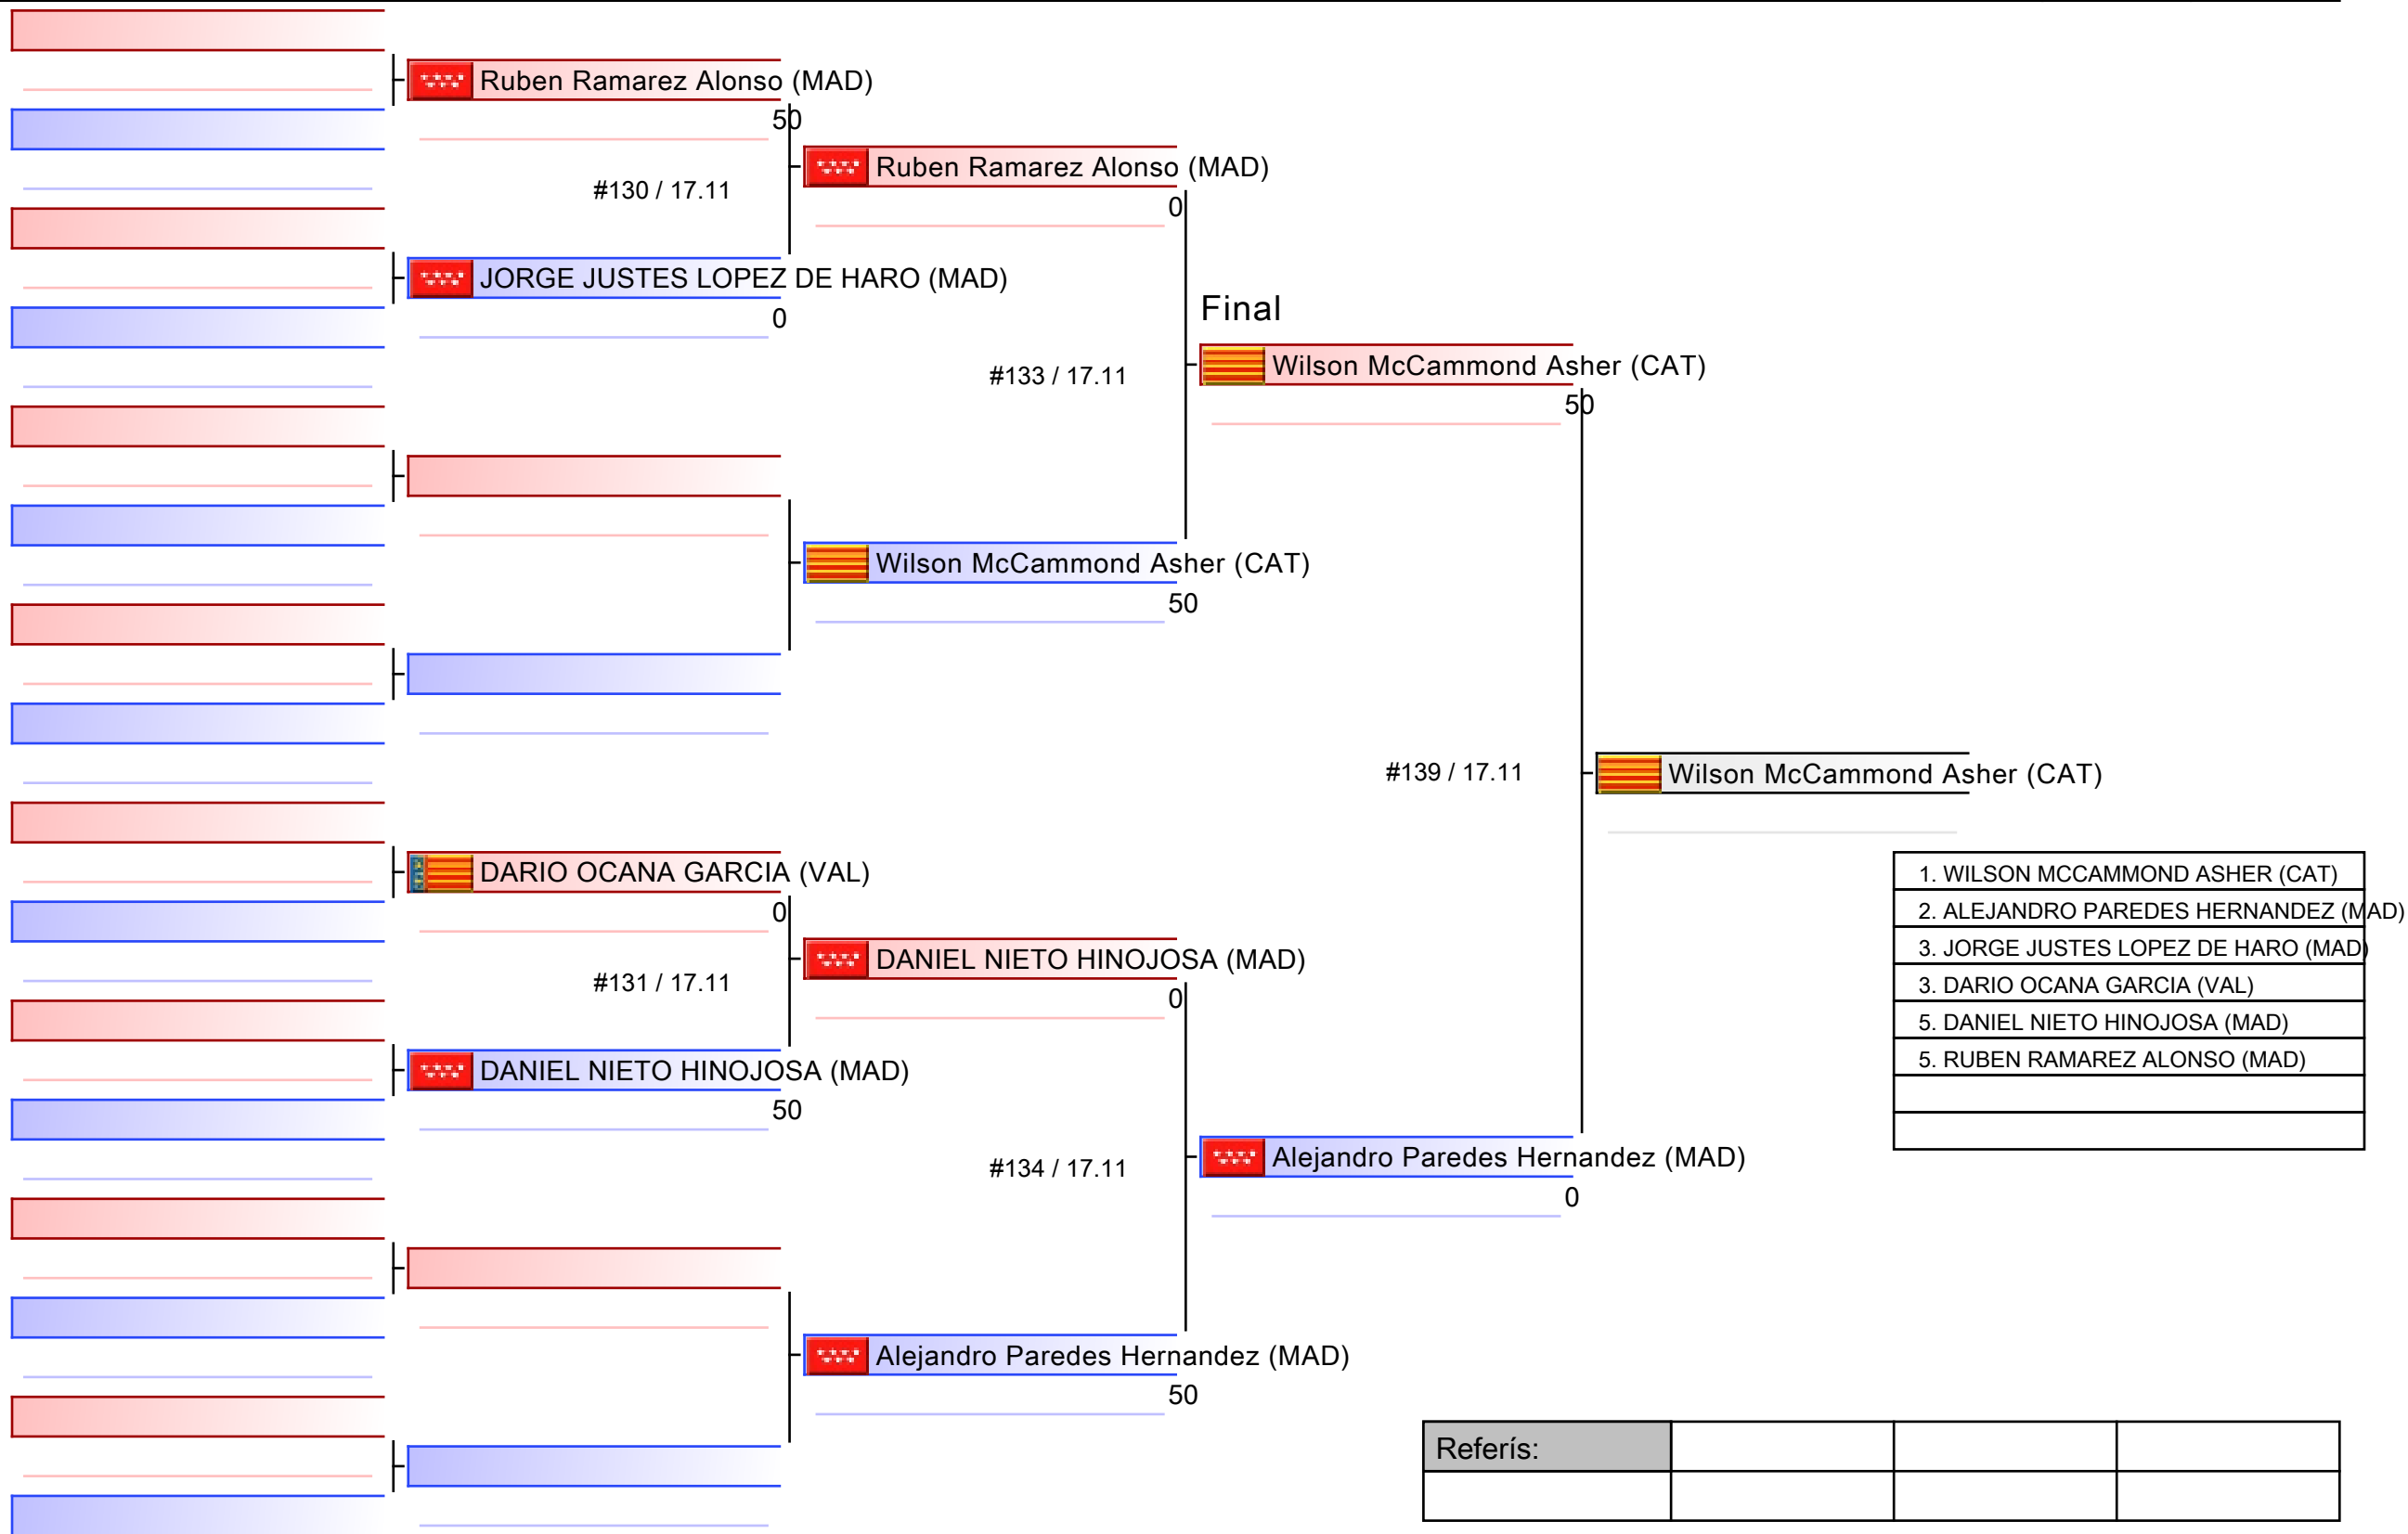 Ruben Ramarez Alonso (MAD)
50
Ruben Ramarez Alonso (MAD)
#130 / 17.11
0
JORGE JUSTES LOPEZ DE HARO (MAD)
0
Final
Wilson McCammond Asher (CAT)
#133 / 17.11
50
Wilson McCammond Asher (CAT)
50
#139 / 17.11
Wilson McCammond Asher (CAT)
DARIO OCANA GARCIA (VAL)
0
DANIEL NIETO HINOJOSA (MAD)
#131 / 17.11
0
DANIEL NIETO HINOJOSA (MAD)
50
Alejandro Paredes Hernandez (MAD)
#134 / 17.11
0
Alejandro Paredes Hernandez (MAD)
50
1. WILSON MCCAMMOND ASHER (CAT)
2. ALEJANDRO PAREDES HERNANDEZ (MAD)
3. JORGE JUSTES LOPEZ DE HARO (MAD)
3. DARIO OCANA GARCIA (VAL)
5. DANIEL NIETO HINOJOSA (MAD)
5. RUBEN RAMAREZ ALONSO (MAD)
Referís: